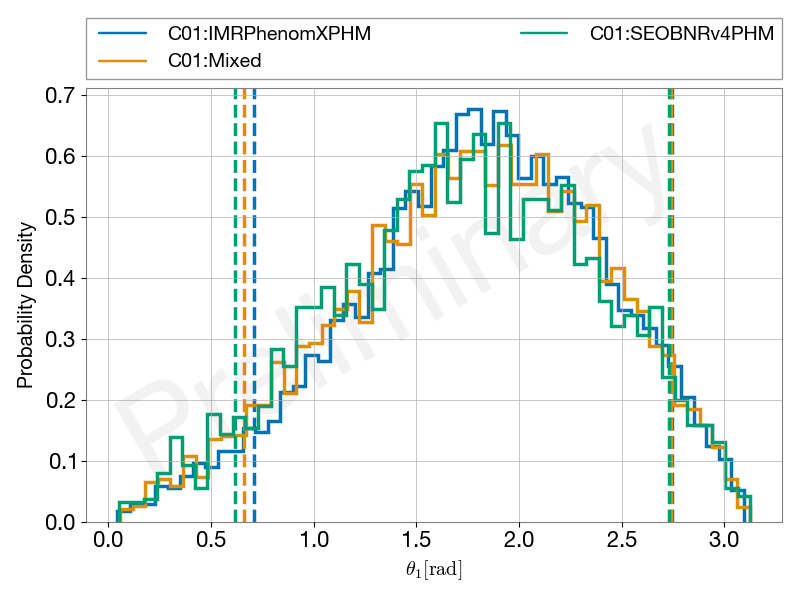 C01:IMRPhenomXPHM
C01:Mixed
C01:SEOBNRv4PHM
Preliminary
Probability Density
0.7
0.6
0.5
0.4
0.3
0.2
0.1
0.0
0.0 0.5 1.0 1.5 2.0 2.5 3.0
θ₁[rad]